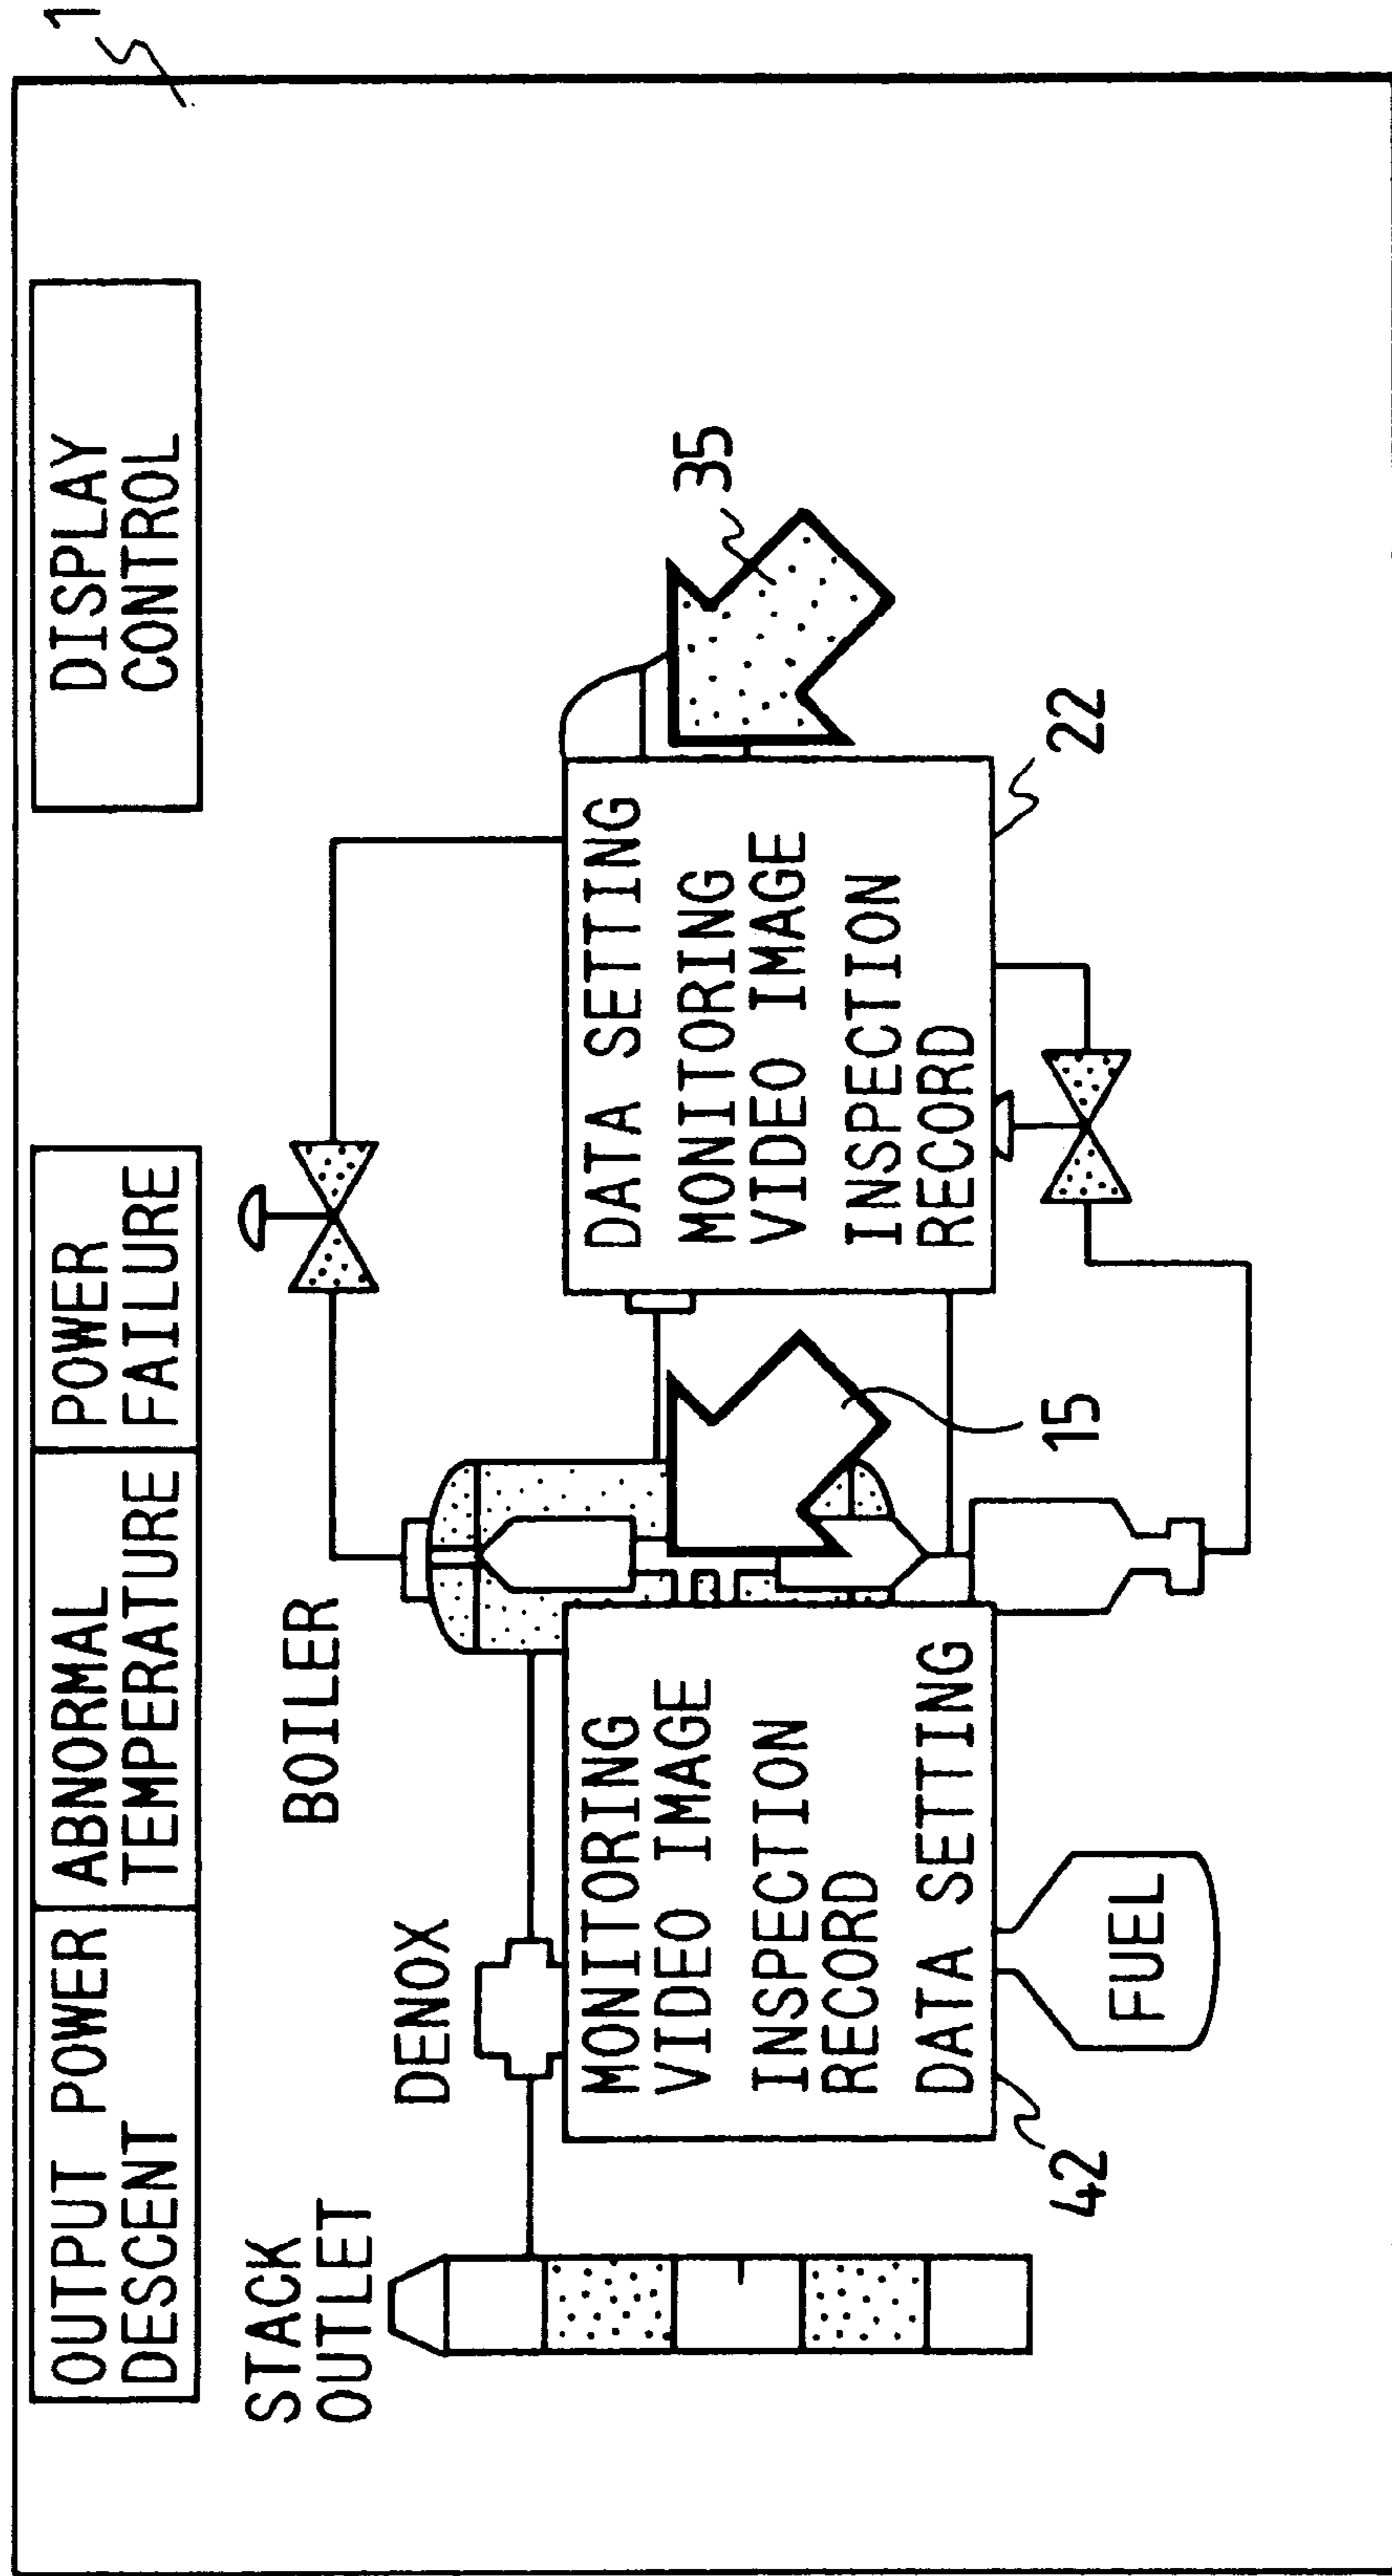 1
OUTPUT POWER
DESCENT
ABNORMAL
TEMPERATURE
POWER
FAILURE
DISPLAY
CONTROL
STACK
OUTLET
DENOX
BOILER
MONITORING
VIDEO IMAGE
INSPECTION
RECORD
DATA SETTING
42
FUEL
15
DATA SETTING
MONITORING
VIDEO IMAGE
INSPECTION
RECORD
22
35